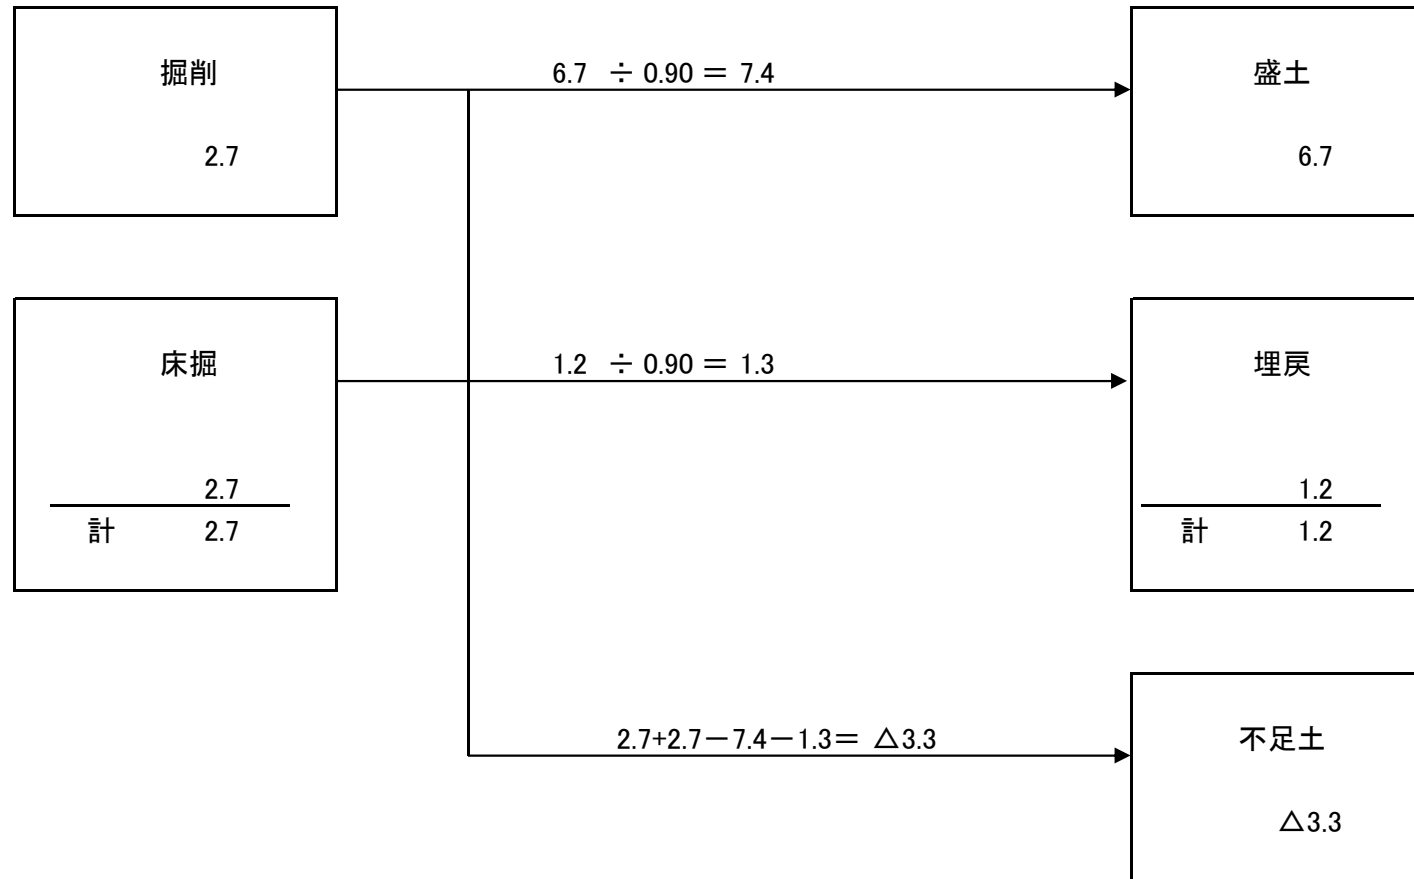 掘削
6.7 ÷ 0.90 ＝ 7.4
盛土
2.7
6.7
床掘
1.2 ÷ 0.90 ＝ 1.3
埋戻
2.7
計 2.7
1.2
計 1.2
2.7+2.7－7.4－1.3＝ △3.3
不足土
△3.3